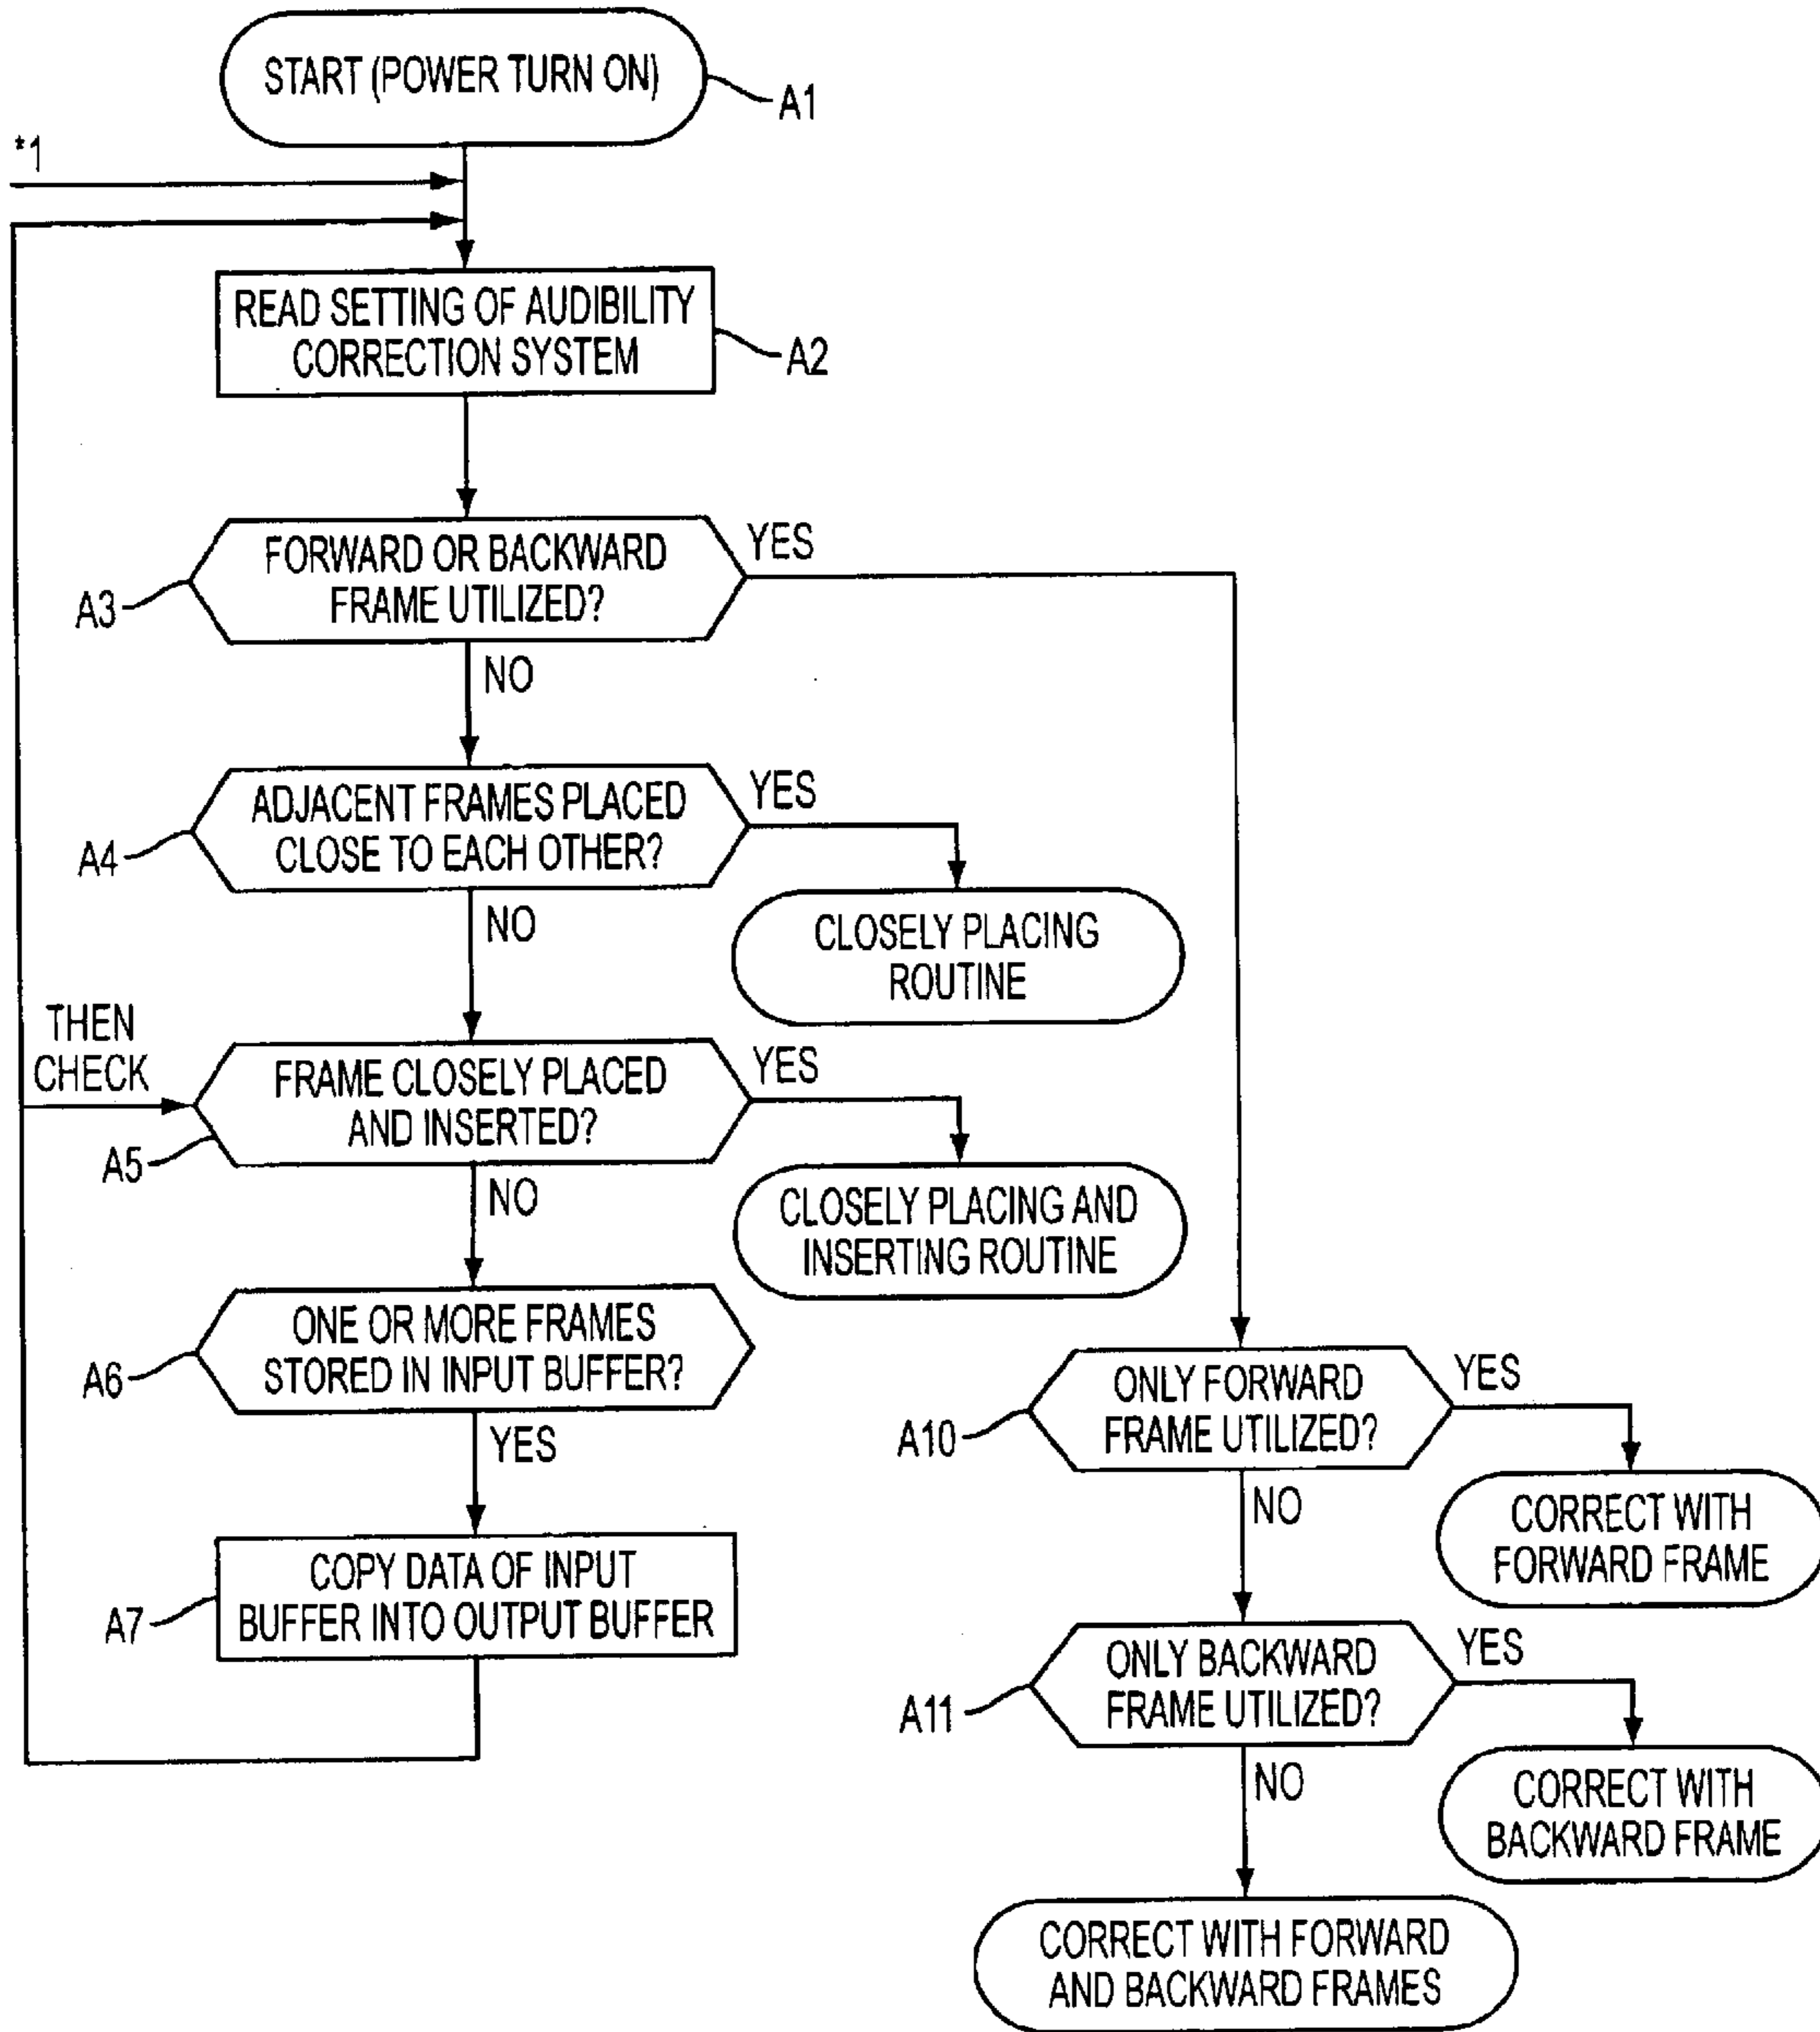 START (POWER TURN ON)
A1
*1
READ SETTING OF AUDIBILITY
CORRECTION SYSTEM
A2
FORWARD OR BACKWARD
FRAME UTILIZED?
YES
A3
NO
ADJACENT FRAMES PLACED
CLOSE TO EACH OTHER?
YES
A4
NO
CLOSELY PLACING
ROUTINE
THEN
CHECK
FRAME CLOSELY PLACED
AND INSERTED?
YES
A5
NO
CLOSELY PLACING AND
INSERTING ROUTINE
ONE OR MORE FRAMES
STORED IN INPUT BUFFER?
A6
YES
COPY DATA OF INPUT
BUFFER INTO OUTPUT BUFFER
A7
ONLY FORWARD
FRAME UTILIZED?
YES
A10
NO
CORRECT WITH
FORWARD FRAME
ONLY BACKWARD
FRAME UTILIZED?
YES
A11
NO
CORRECT WITH
BACKWARD FRAME
CORRECT WITH FORWARD
AND BACKWARD FRAMES